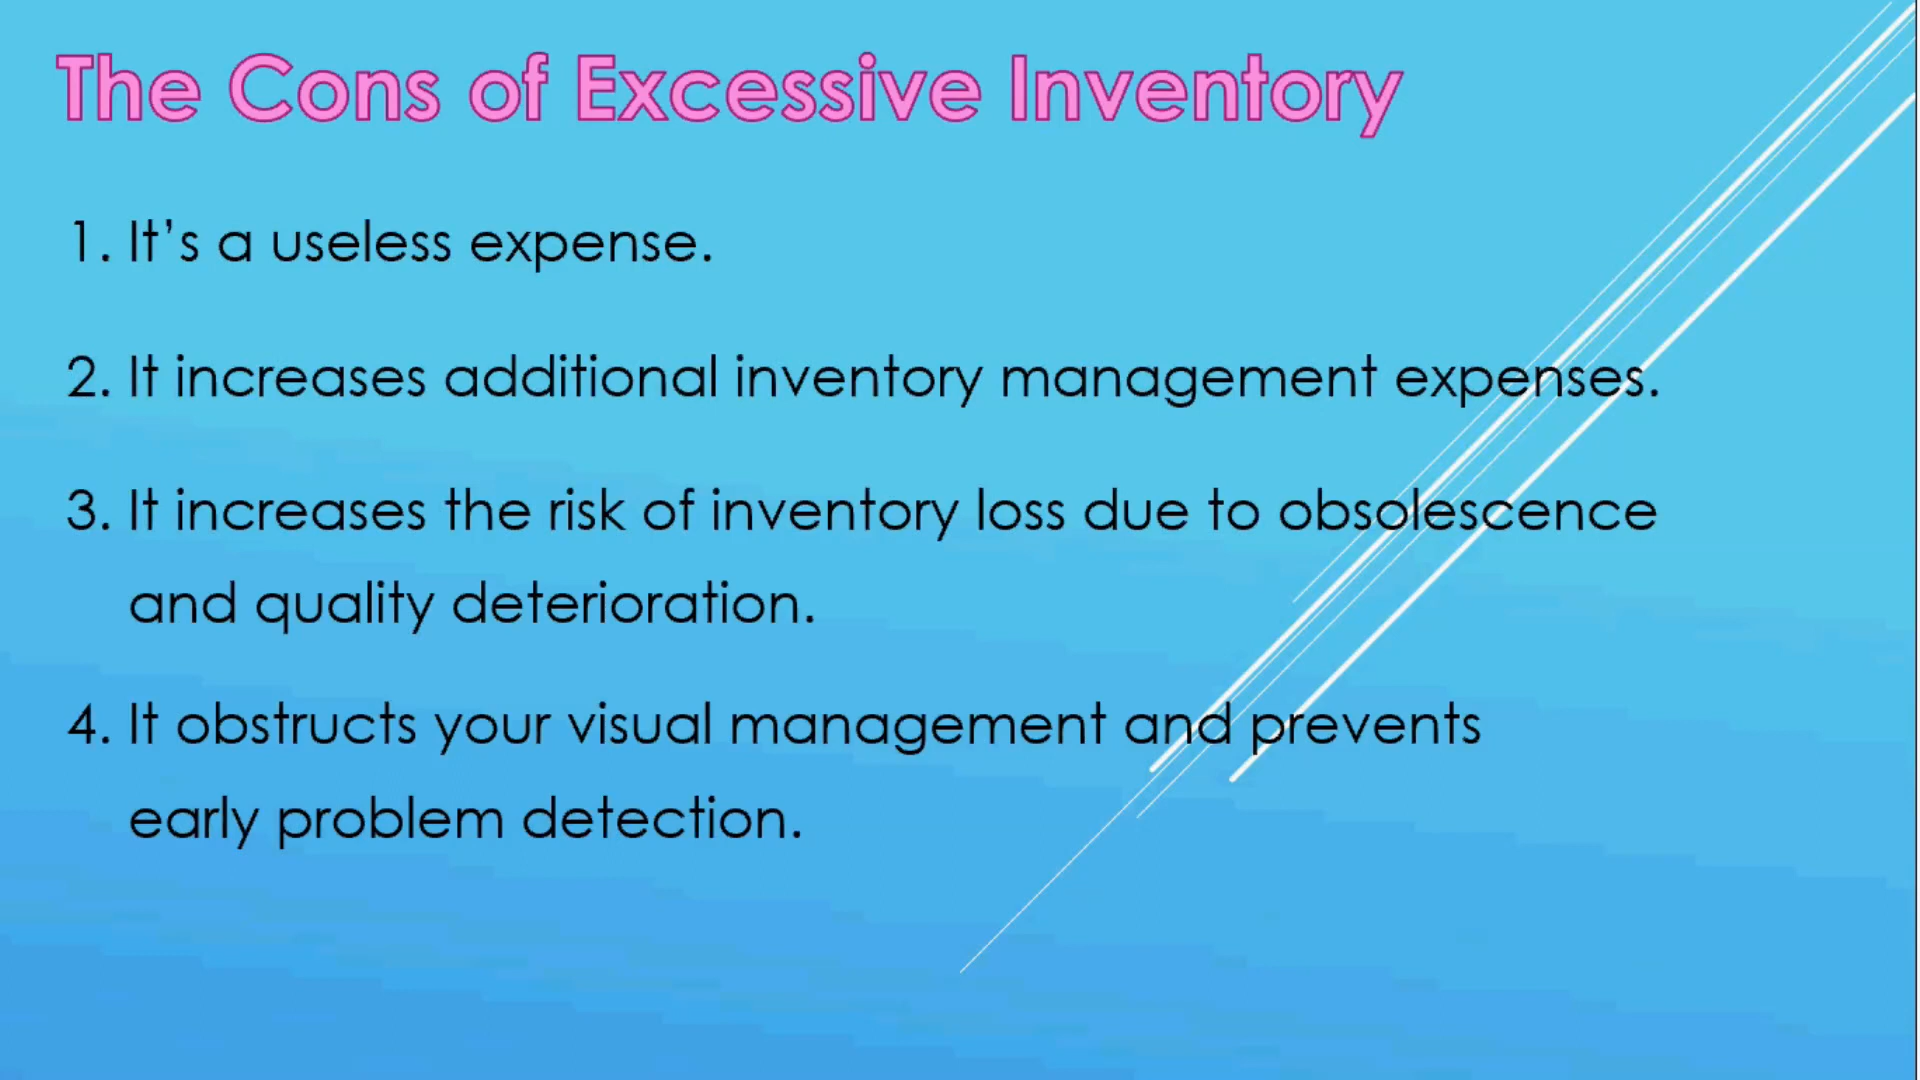 The Cons of Excessive Inventory
1. It’s a useless expense.
2. It increases additional inventory management expenses.
3. It increases the risk of inventory loss due to obsolescence
and quality deterioration.
4. It obstructs your visual management and prevents
early problem detection.